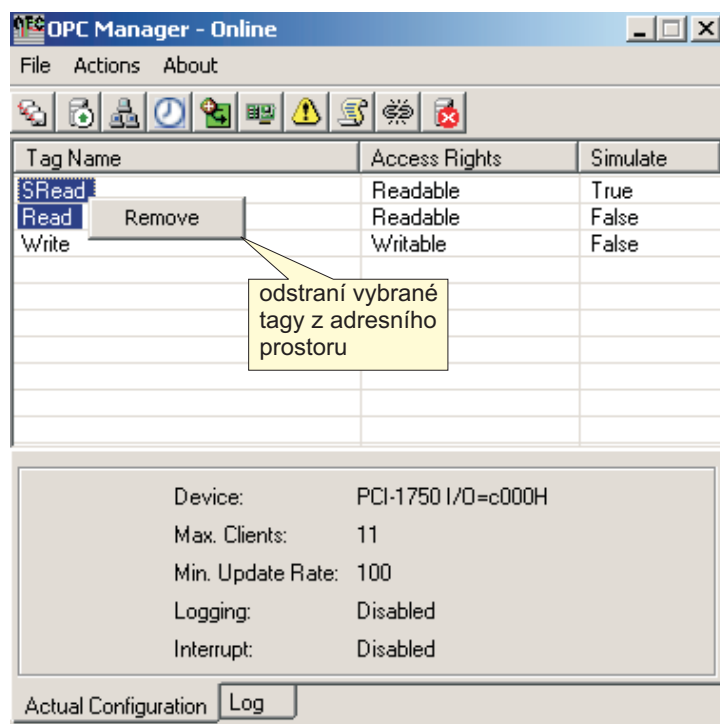 OPC Manager - Online
File Actions About
Tag Name Access Rights Simulate
SRead Readable True
Read Readable False
Remove
Write Writable False
odstraní vybrané
tagy z adresního
prostoru
Device: PCI-1750 I/O=c000H
Max. Clients: 11
Min. Update Rate: 100
Logging: Disabled
Interrupt: Disabled
Actual Configuration Log